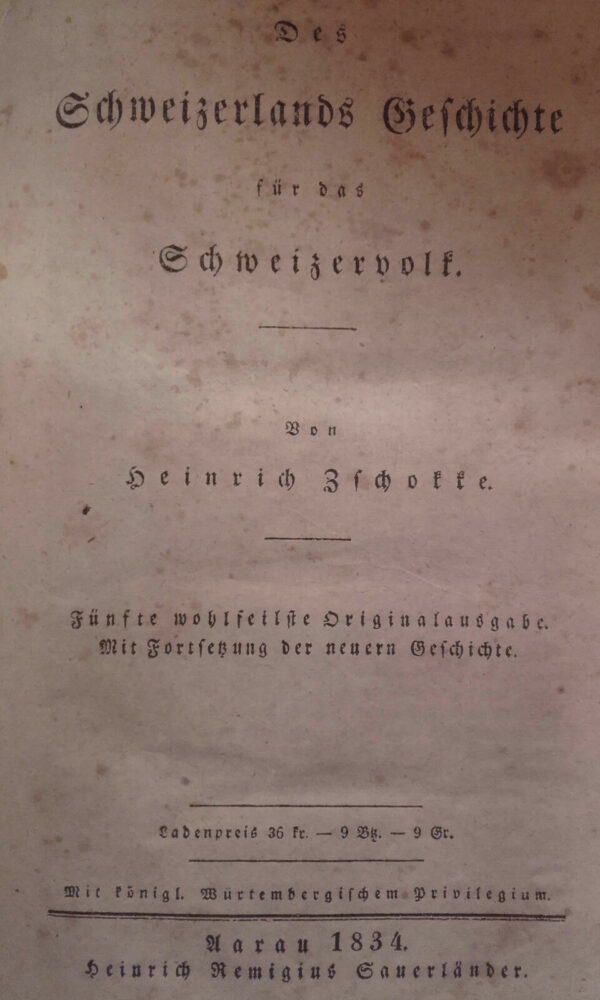 Des
Schweizerlands Geschichte
für das
Schweizervolk.
Von
Heinrich Zschokke.
Fünfte wohlfeilste Originalausgabe.
Mit Fortsetzung der neuern Geschichte.
Ladenpreis 36 kr. — 9 Btz. — 9 Gr.
Mit königl. Würtembergischem Privilegium.
Aarau 1834.
Heinrich Remigius Sauerländer.